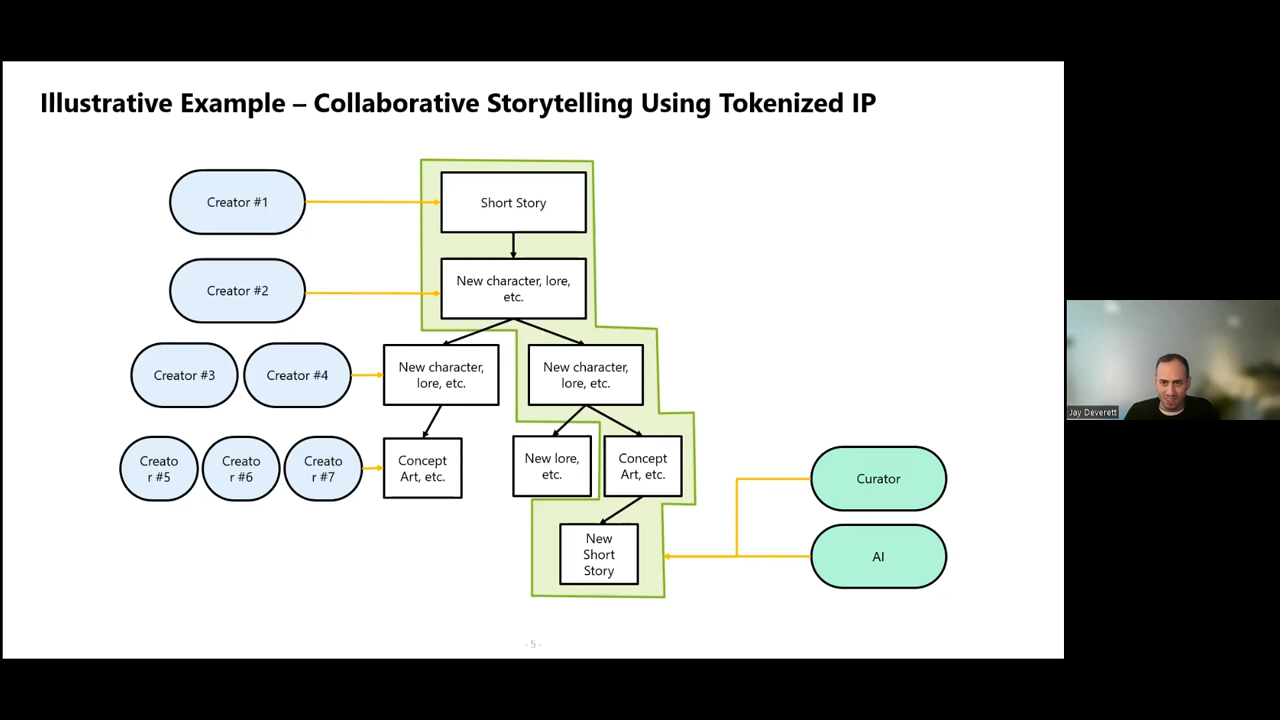 Illustrative Example – Collaborative Storytelling Using Tokenized IP
Creator #1
Short Story
Creator #2
New character, lore,
etc.
Creator #3
Creator #4
New character,
lore, etc.
New character,
lore, etc.
Creato
r #5
Creato
r #6
Creato
r #7
Concept
Art, etc.
New lore,
etc.
Concept
Art, etc.
Curator
New
Short
Story
AI
- 5 -
Jay Deverett